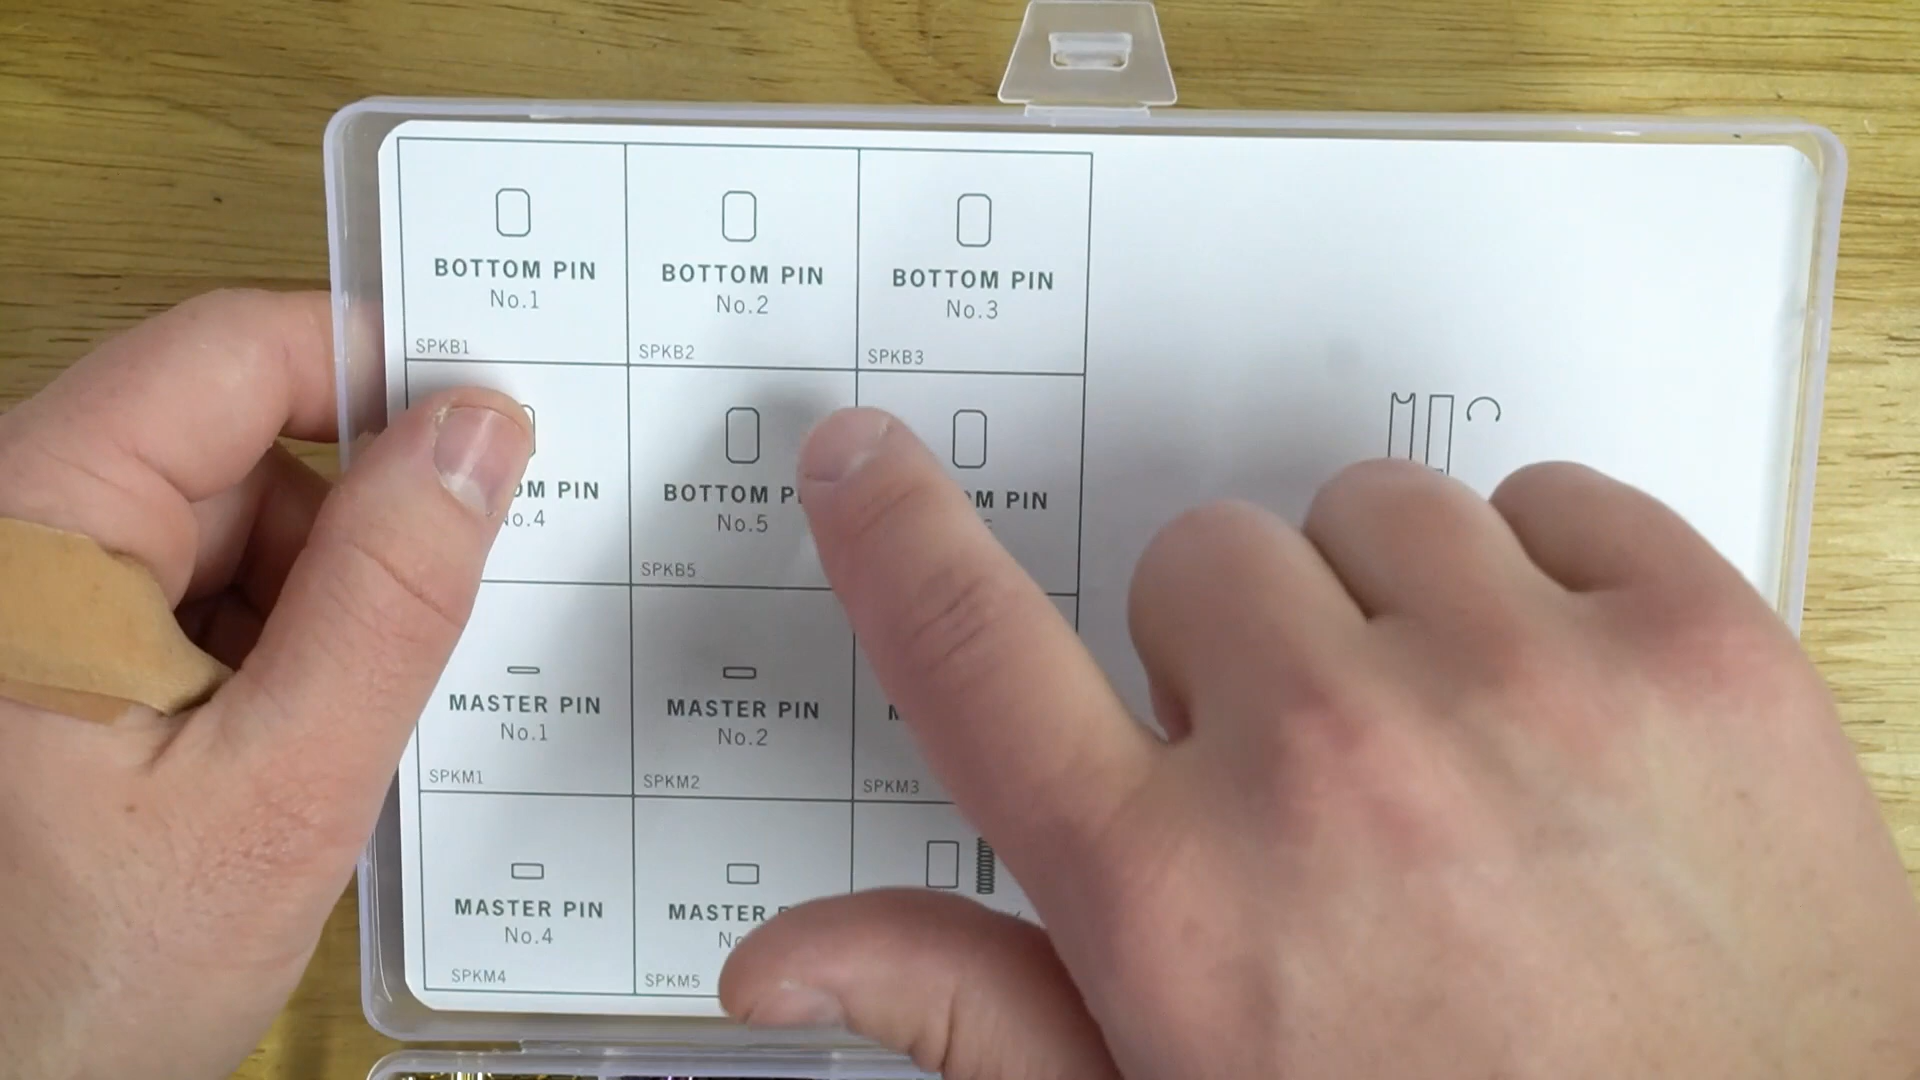 BOTTOM PIN
No.1
SPKB1
BOTTOM PIN
No.2
SPKB2
BOTTOM PIN
No.3
SPKB3
PIN
No.4
BOTTOM
No.5
SPKB5
PIN
MASTER PIN
No.1
SPKM1
MASTER PIN
No.2
SPKM2
SPKM3
MASTER PIN
No.4
SPKM4
MASTER
SPKM5